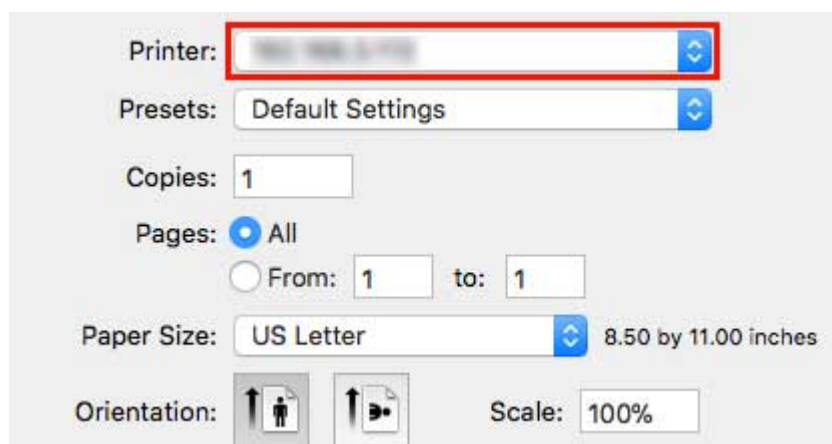 Printer:
Presets: Default Settings
Copies: 1
Pages: All
From: 1 to: 1
Paper Size: US Letter 8.50 by 11.00 inches
Orientation: Scale: 100%